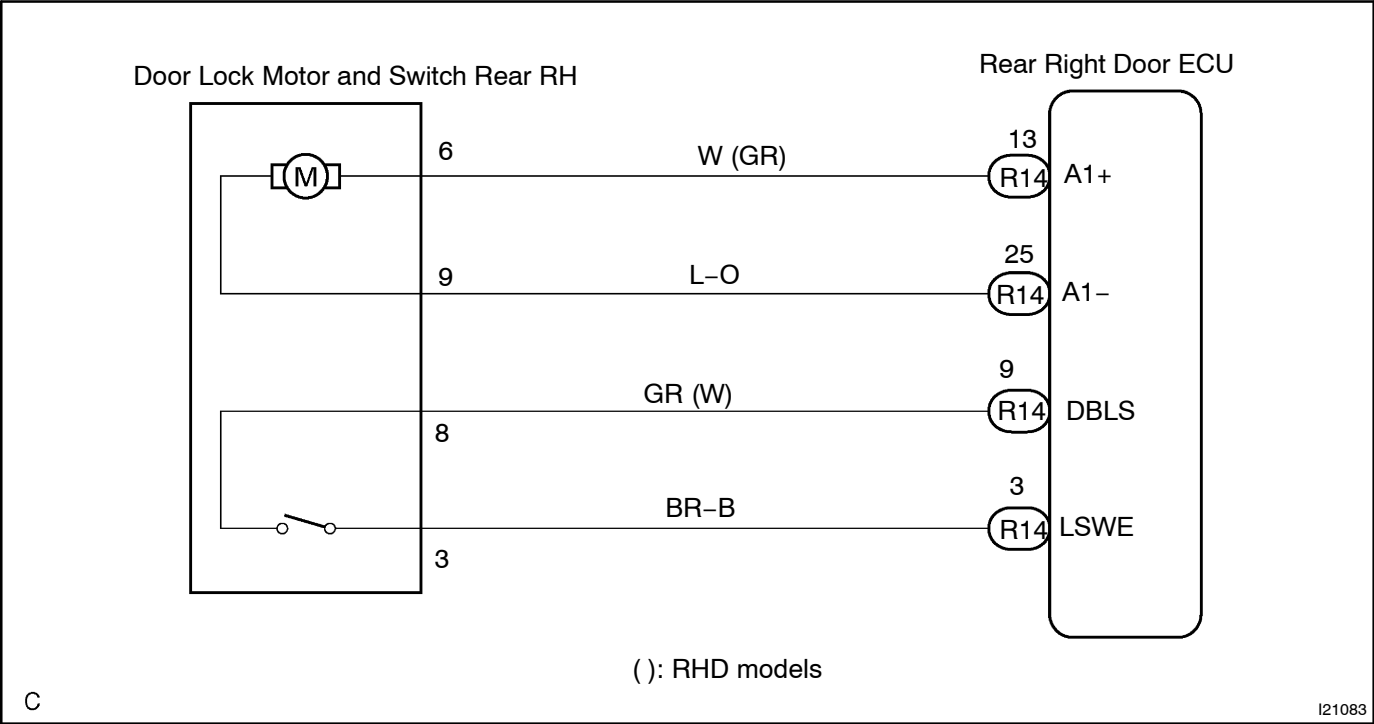 Door Lock Motor and Switch Rear RH
Rear Right Door ECU
M
6
W (GR)
13
R14
A1+
9
L−O
25
R14
A1−
8
GR (W)
9
R14
DBLS
3
BR−B
3
R14
LSWE
( ): RHD models
C
I21083